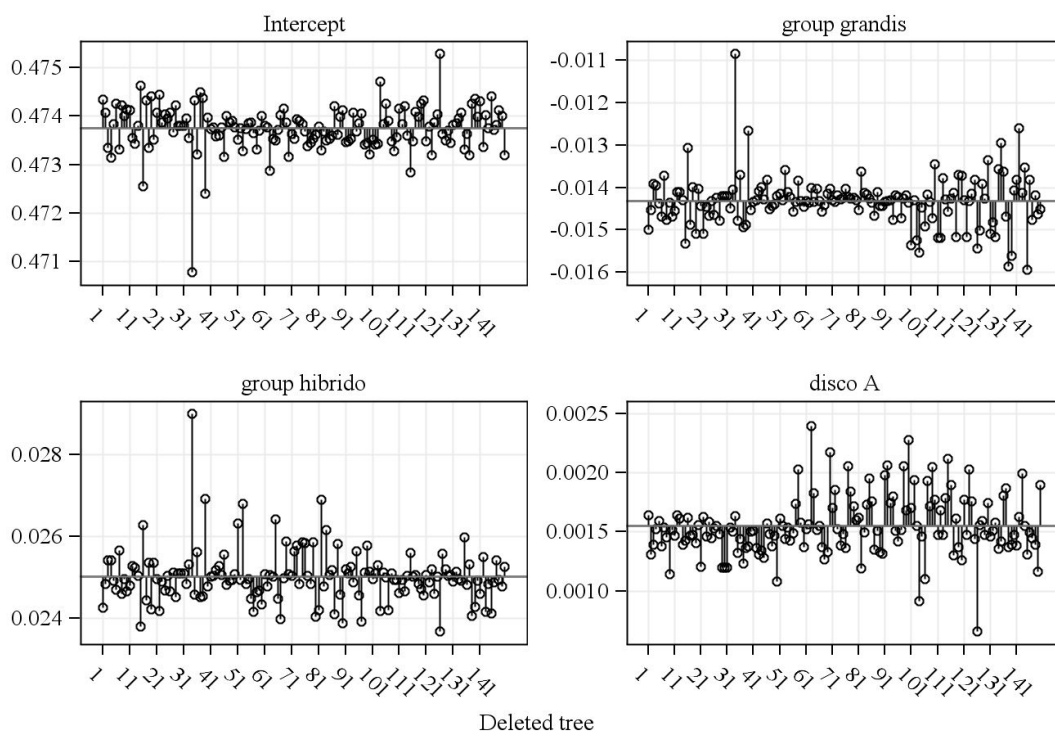 Intercept
0.475
0.474
0.473
0.472
0.471
1 11 21 31 41 51 61 71 81 91 101 111 121 131 141
group grandis
-0.011
-0.012
-0.013
-0.014
-0.015
-0.016
1 11 21 31 41 51 61 71 81 91 101 111 121 131 141
group hibrido
0.028
0.026
0.024
1 11 21 31 41 51 61 71 81 91 101 111 121 131 141
disco A
0.0025
0.0020
0.0015
0.0010
1 11 21 31 41 51 61 71 81 91 101 111 121 131 141
Deleted tree